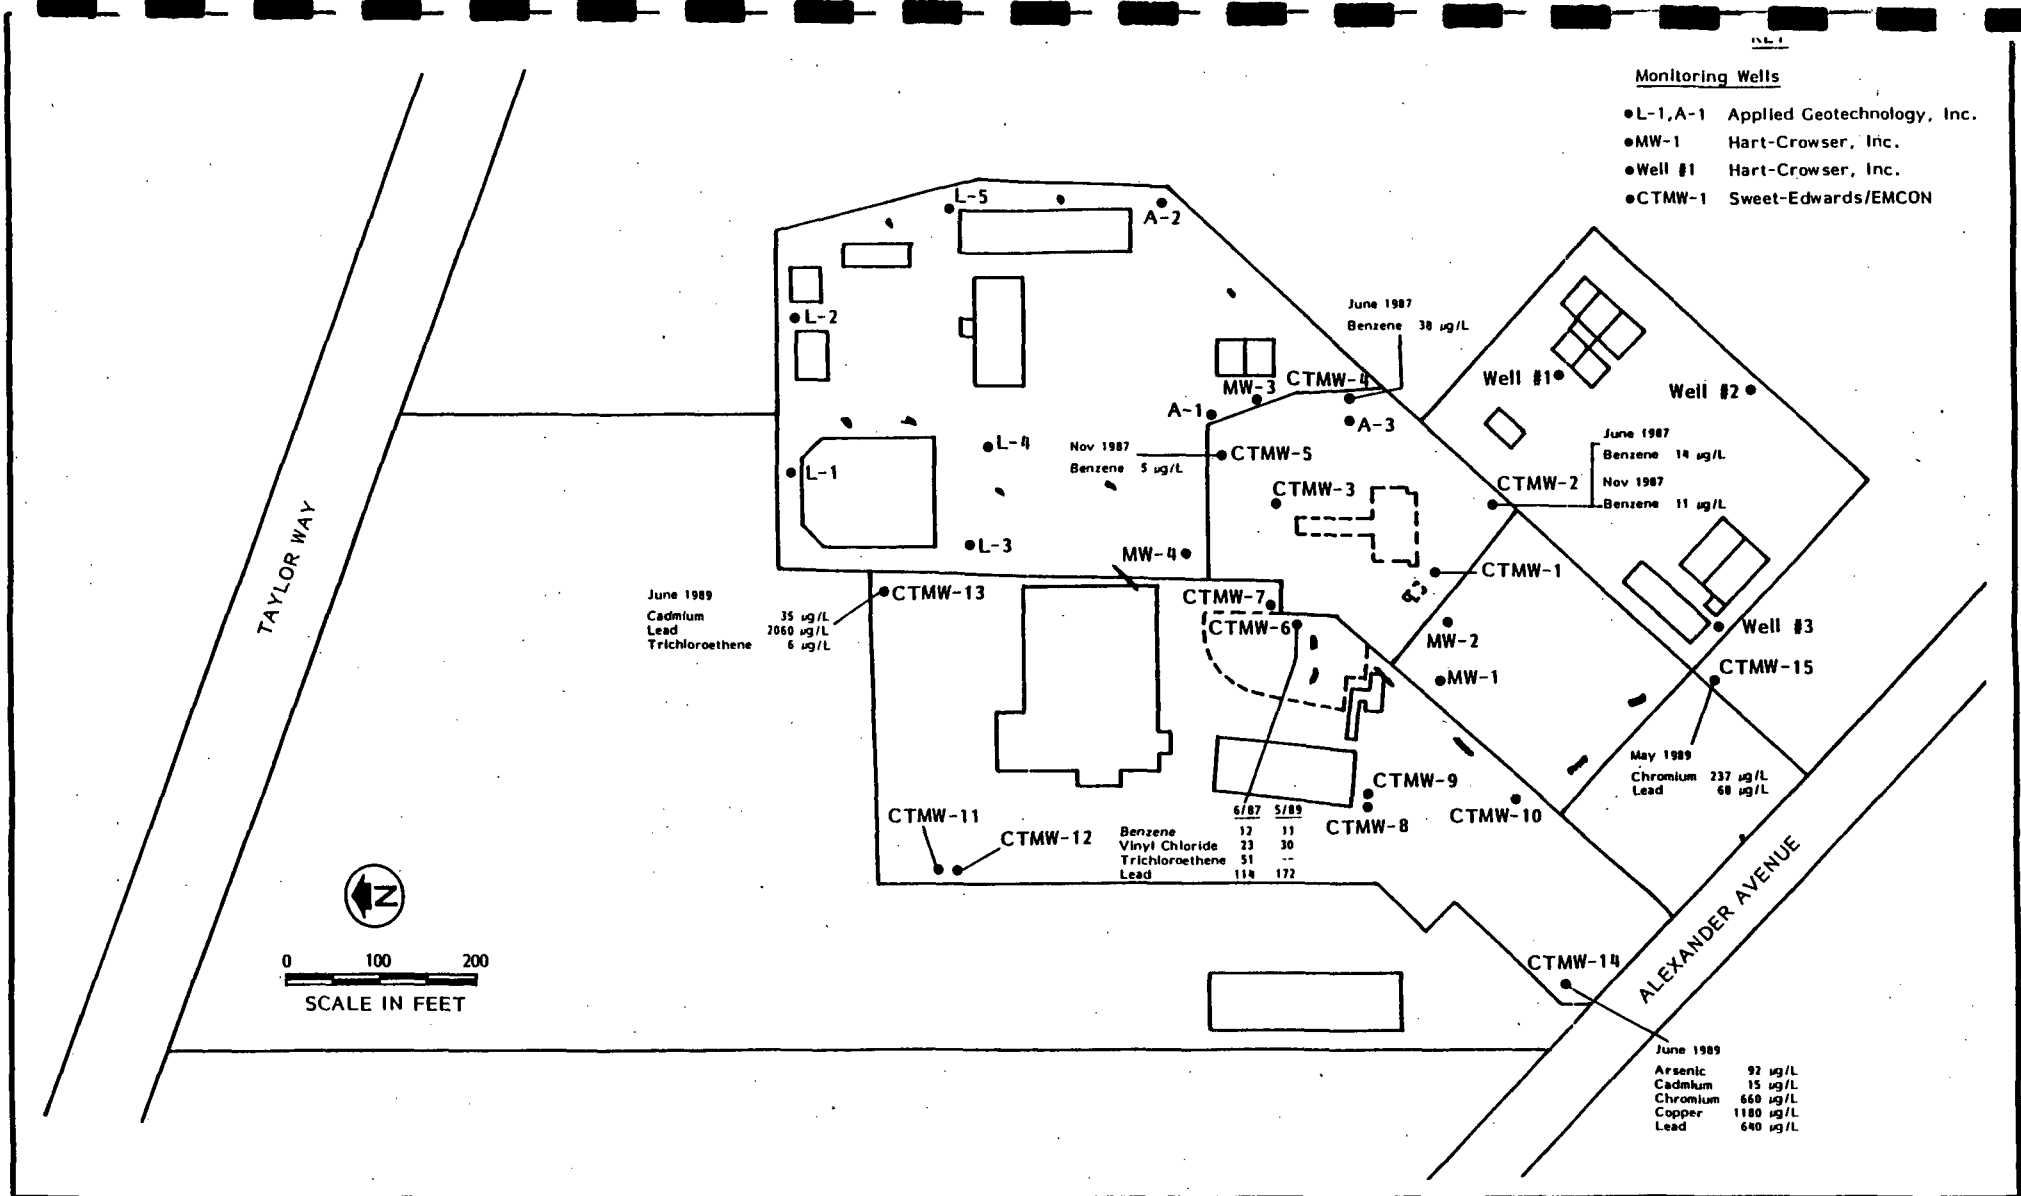 KEY
Monitoring Wells
●L-1,A-1 Applied Geotechnology, Inc.
●MW-1 Hart-Crowser, Inc.
●Well #1 Hart-Crowser, Inc.
●CTMW-1 Sweet-Edwards/EMCON
L-5
A-2
L-2
June 1987
Benzene 38 µg/L
MW-3
CTMW-4
Well #1
Well #2
A-1
A-3
L-4
Nov 1987
Benzene 5 µg/L
CTMW-5
June 1987
Benzene 14 µg/L
Nov 1987
Benzene 11 µg/L
L-1
CTMW-3
CTMW-2
L-3
MW-4
CTMW-1
TAYLOR WAY
June 1989
Cadmium 35 µg/L
Lead 2060 µg/L
Trichloroethene 6 µg/L
CTMW-13
CTMW-7
CTMW-6
MW-2
Well #3
MW-1
CTMW-15
May 1989
Chromium 237 µg/L
Lead 68 µg/L
CTMW-9
CTMW-8
CTMW-10
CTMW-11
CTMW-12
6/87 5/89
Benzene 12 11
Vinyl Chloride 23 30
Trichloroethene 51 --
Lead 114 172
N
0 100 200
SCALE IN FEET
ALEXANDER AVENUE
CTMW-14
June 1989
Arsenic 92 µg/L
Cadmium 15 µg/L
Chromium 660 µg/L
Copper 1180 µg/L
Lead 640 µg/L